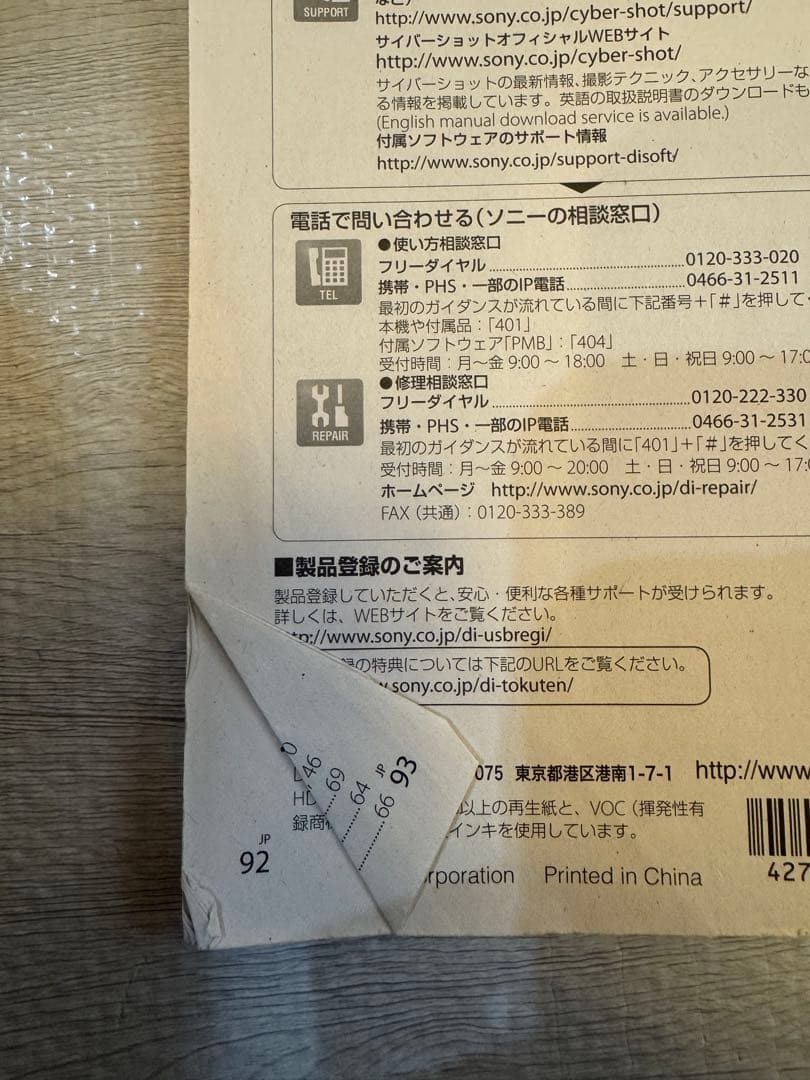 SUPPORT
http://www.sony.co.jp/cyber-shot/support/
サイバーショットオフィシャルWEBサイト
http://www.sony.co.jp/cyber-shot/
サイバーショットの最新情報、撮影テクニック、アクセサリーな
る情報を掲載しています。英語の取扱説明書のダウンロードも
(English manual download service is available.)
付属ソフトウェアのサポート情報
http://www.sony.co.jp/support-disoft/
電話で問い合わせる（ソニーの相談窓口）
TEL
●使い方相談窓口
フリーダイヤル..............................0120-333-020
携帯・PHS・一部のIP電話..................0466-31-2511
最初のガイダンスが流れている間に下記番号＋「＃」を押して
本機や付属品：「401」
付属ソフトウェア「PMB」：「404」
受付時間：月～金 9:00 ～ 18:00　土・日・祝日 9:00 ～ 17:0
REPAIR
●修理相談窓口
フリーダイヤル..............................0120-222-330
携帯・PHS・一部のIP電話..................0466-31-2531
最初のガイダンスが流れている間に「401」＋「＃」を押してく
受付時間：月～金 9:00 ～ 20:00　土・日・祝日 9:00 ～ 17:
ホームページ　http://www.sony.co.jp/di-repair/
FAX（共通）：0120-333-389
■製品登録のご案内
製品登録していただくと、安心・便利な各種サポートが受けられます。
詳しくは、WEBサイトをご覧ください。
tp://www.sony.co.jp/di-usbregi/
録の特典については下記のURLをご覧ください。
w.sony.co.jp/di-tokuten/
075 東京都港区港南1-7-1 http://www
以上の再生紙と、VOC（揮発性有
インキを使用しています。
rporation Printed in China
427
46
69
64
66
JP
93
HD
録商
JP
92